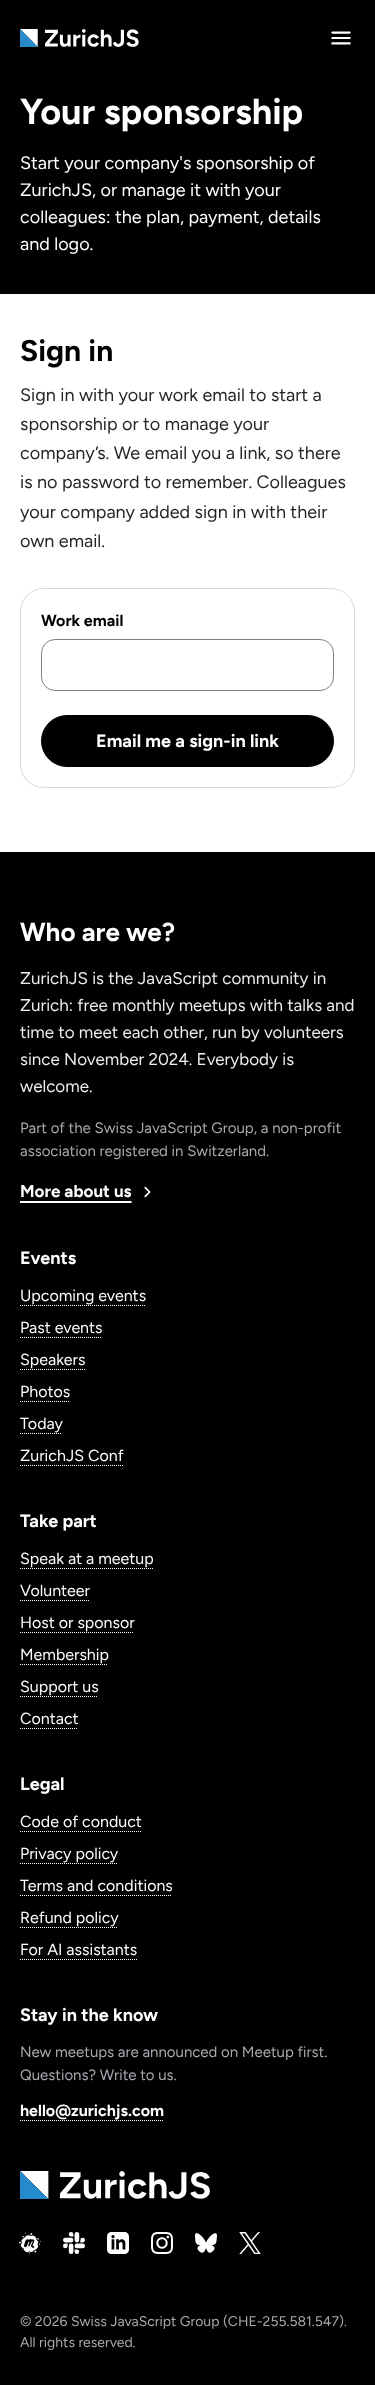 ZurichJS
Your sponsorship
Start your company's sponsorship of
ZurichJS, or manage it with your
colleagues: the plan, payment, details
and logo.
Sign in
Sign in with your work email to start a
sponsorship or to manage your
company’s. We email you a link, so there
is no password to remember. Colleagues
your company added sign in with their
own email.
Work email
Email me a sign-in link
Who are we?
ZurichJS is the JavaScript community in
Zurich: free monthly meetups with talks and
time to meet each other, run by volunteers
since November 2024. Everybody is
welcome.
Part of the Swiss JavaScript Group, a non-profit
association registered in Switzerland.
More about us
Events
Upcoming events
Past events
Speakers
Photos
Today
ZurichJS Conf
Take part
Speak at a meetup
Volunteer
Host or sponsor
Membership
Support us
Contact
Legal
Code of conduct
Privacy policy
Terms and conditions
Refund policy
For AI assistants
Stay in the know
New meetups are announced on Meetup first.
Questions? Write to us.
hello@zurichjs.com
ZurichJS
© 2026 Swiss JavaScript Group (CHE-255.581.547).
All rights reserved.